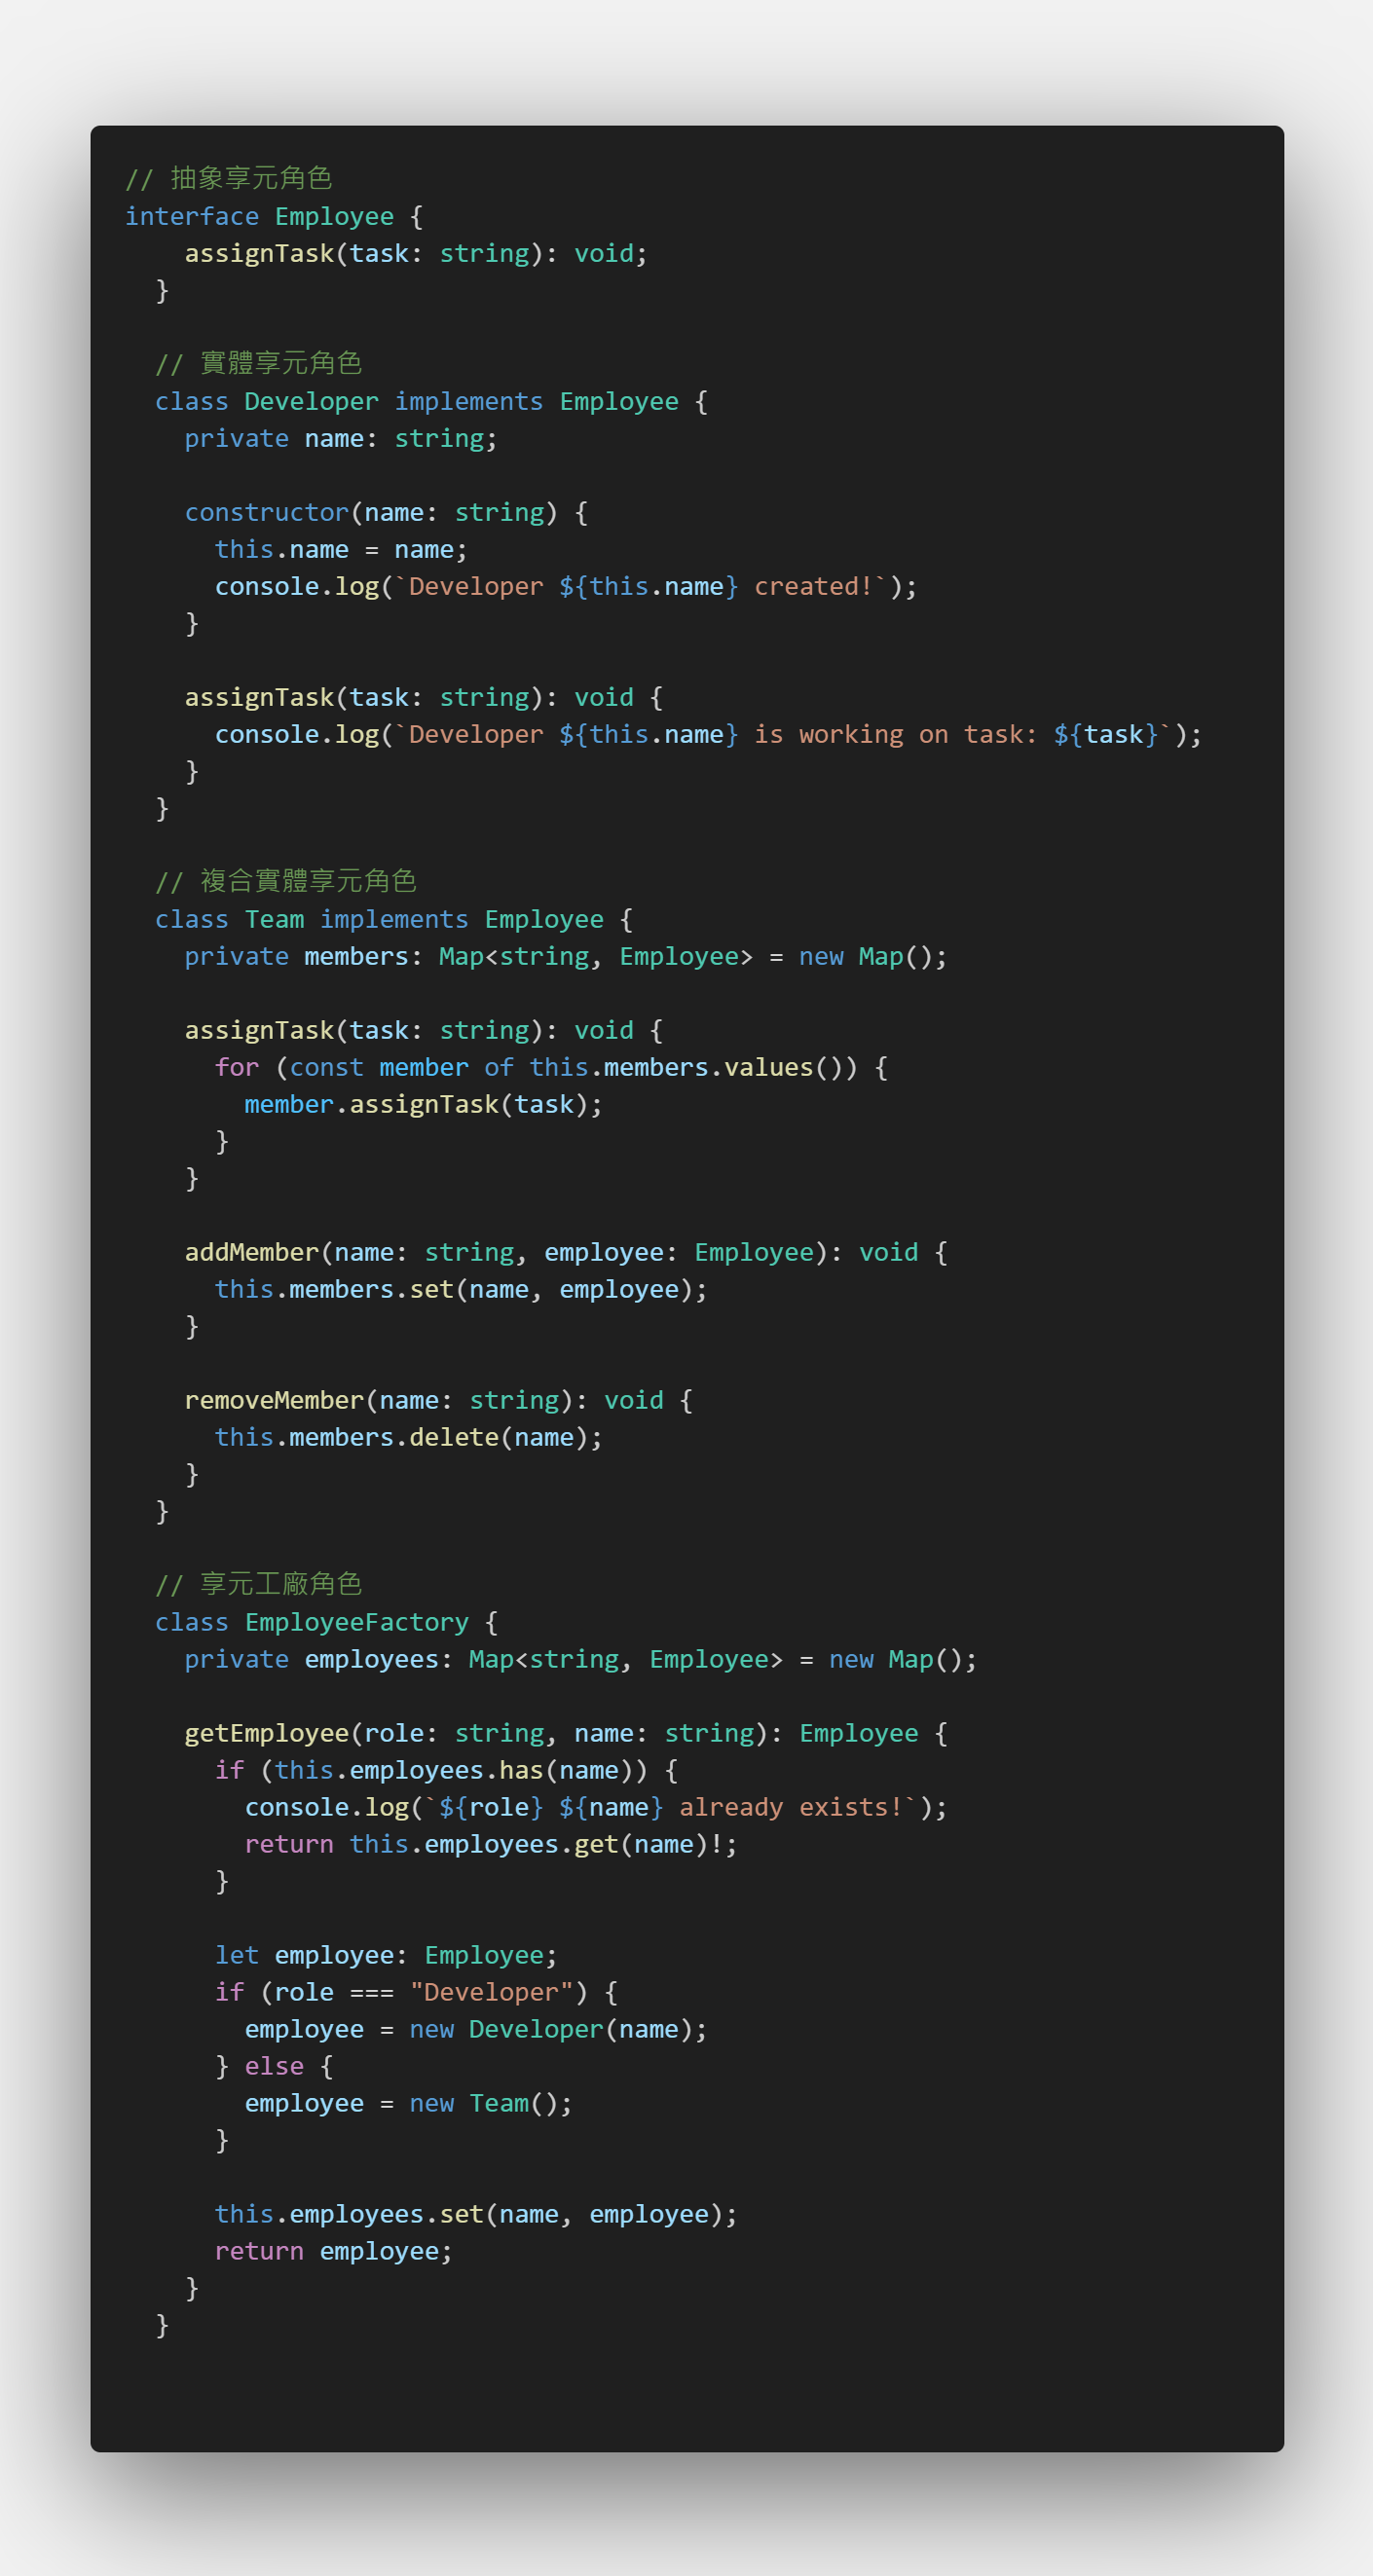 // 抽象享元角色
interface Employee {
    assignTask(task: string): void;
  }

  // 實體享元角色
  class Developer implements Employee {
    private name: string;

    constructor(name: string) {
      this.name = name;
      console.log(`Developer ${this.name} created!`);
    }

    assignTask(task: string): void {
      console.log(`Developer ${this.name} is working on task: ${task}`);
    }
  }

  // 複合實體享元角色
  class Team implements Employee {
    private members: Map<string, Employee> = new Map();

    assignTask(task: string): void {
      for (const member of this.members.values()) {
        member.assignTask(task);
      }
    }

    addMember(name: string, employee: Employee): void {
      this.members.set(name, employee);
    }

    removeMember(name: string): void {
      this.members.delete(name);
    }
  }

  // 享元工廠角色
  class EmployeeFactory {
    private employees: Map<string, Employee> = new Map();

    getEmployee(role: string, name: string): Employee {
      if (this.employees.has(name)) {
        console.log(`${role} ${name} already exists!`);
        return this.employees.get(name)!;
      }

      let employee: Employee;
      if (role === "Developer") {
        employee = new Developer(name);
      } else {
        employee = new Team();
      }

      this.employees.set(name, employee);
      return employee;
    }
  }